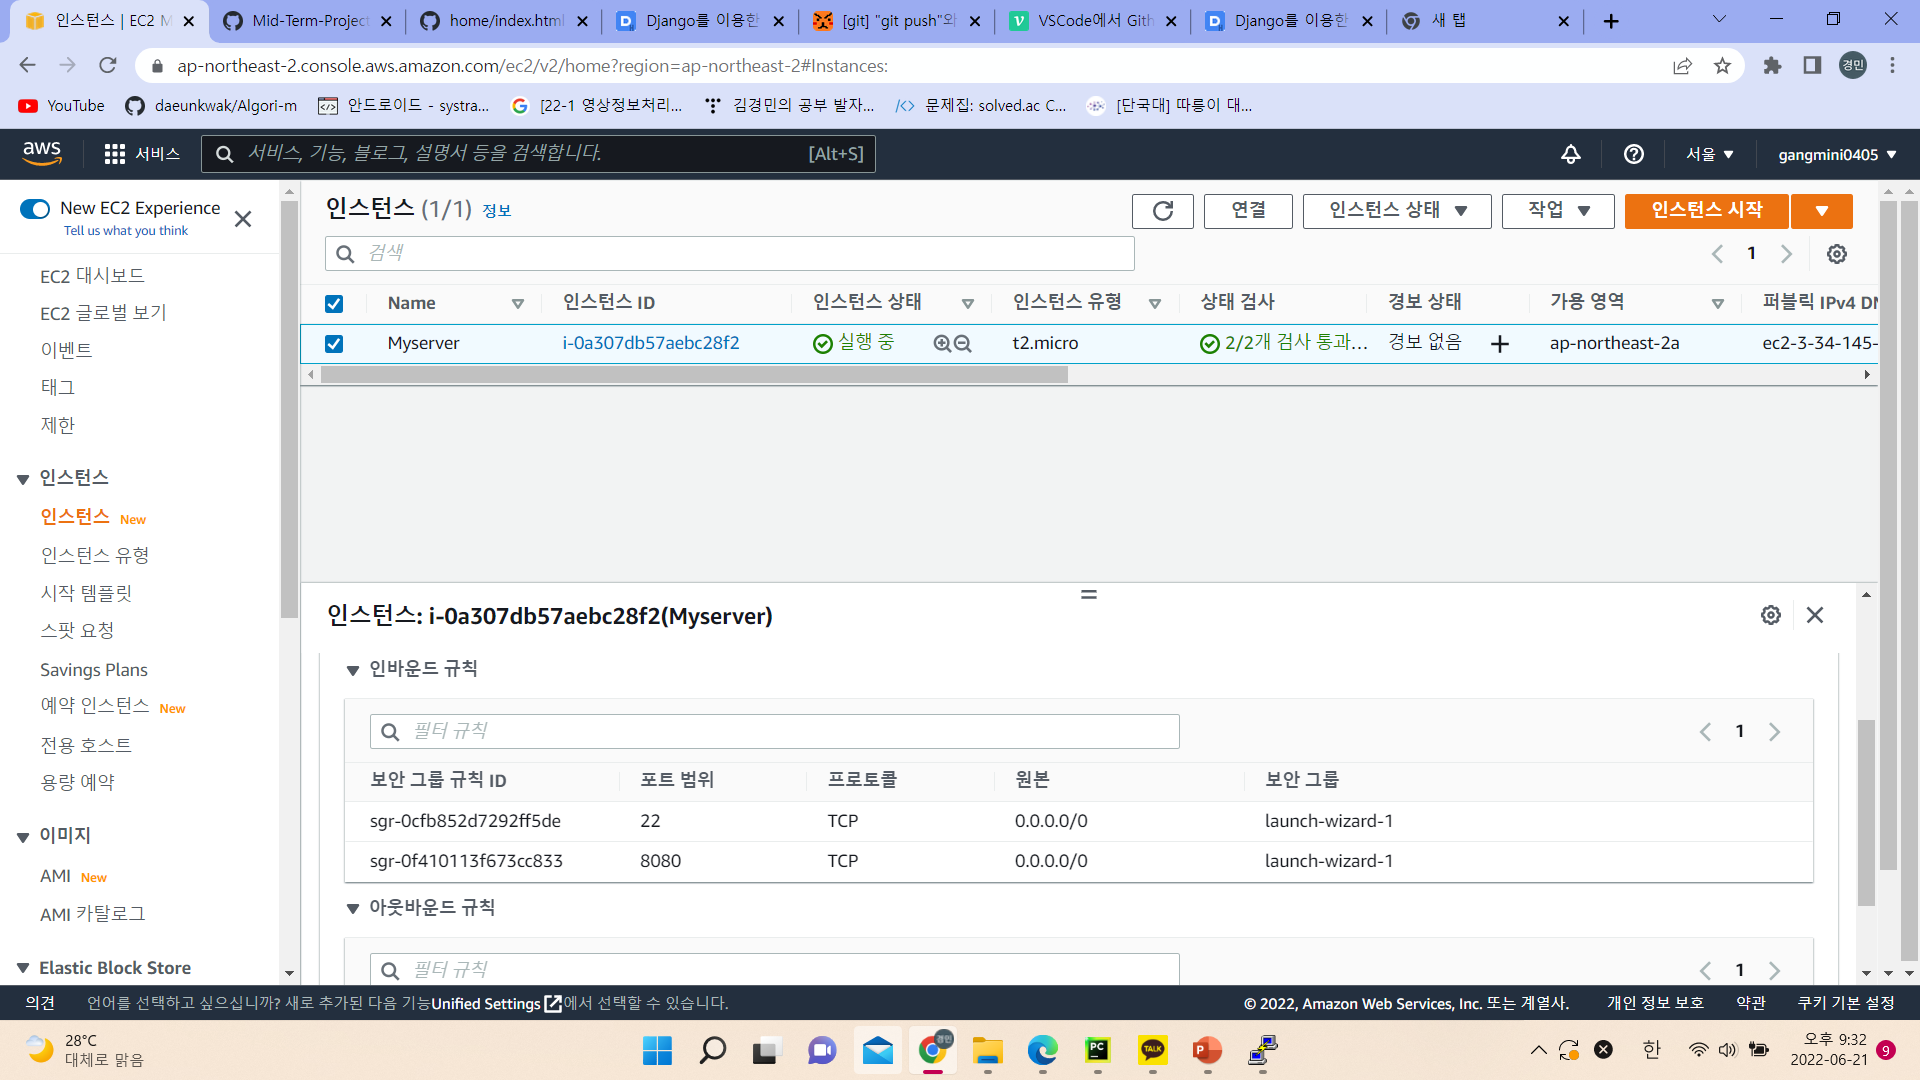 인스턴스 | EC2 M
Mid-Term-Project
home/index.html
Django를 이용한
[git] "git push"와
VSCode에서 Gith
Django를 이용한
새 탭
ap-northeast-2.console.aws.amazon.com/ec2/v2/home?region=ap-northeast-2#Instances:
경민
YouTube
daeunkwak/Algori-m
안드로이드 - systra...
[22-1 영상정보처리...
김경민의 공부 발자...
문제집: solved.ac C...
[단국대] 따릉이 대...
aws
서비스
서비스, 기능, 블로그, 설명서 등을 검색합니다.
[Alt+S]
서울 ▼
gangmini0405 ▼
New EC2 Experience
Tell us what you think
EC2 대시보드
EC2 글로벌 보기
이벤트
태그
제한
인스턴스
인스턴스 New
인스턴스 유형
시작 템플릿
스팟 요청
Savings Plans
예약 인스턴스 New
전용 호스트
용량 예약
이미지
AMI New
AMI 카탈로그
Elastic Block Store
인스턴스 (1/1) 정보
연결
인스턴스 상태 ▼
작업 ▼
인스턴스 시작
검색
1
Name
인스턴스 ID
인스턴스 상태
인스턴스 유형
상태 검사
경보 상태
가용 영역
퍼블릭 IPv4 DN
Myserver
i-0a307db57aebc28f2
실행 중
t2.micro
2/2개 검사 통과...
경보 없음
ap-northeast-2a
ec2-3-34-145-
인스턴스: i-0a307db57aebc28f2(Myserver)
인바운드 규칙
필터 규칙
1
보안 그룹 규칙 ID
포트 범위
프로토콜
원본
보안 그룹
sgr-0cfb852d7292ff5de
22
TCP
0.0.0.0/0
launch-wizard-1
sgr-0f410113f673cc833
8080
TCP
0.0.0.0/0
launch-wizard-1
아웃바운드 규칙
필터 규칙
1
의견
언어를 선택하고 싶으십니까? 새로 추가된 다음 기능Unified Settings에서 선택할 수 있습니다.
© 2022, Amazon Web Services, Inc. 또는 계열사.
개인 정보 보호
약관
쿠키 기본 설정
28°C
대체로 맑음
경민
PC
TALK
P
한
오후 9:32
2022-06-21
9